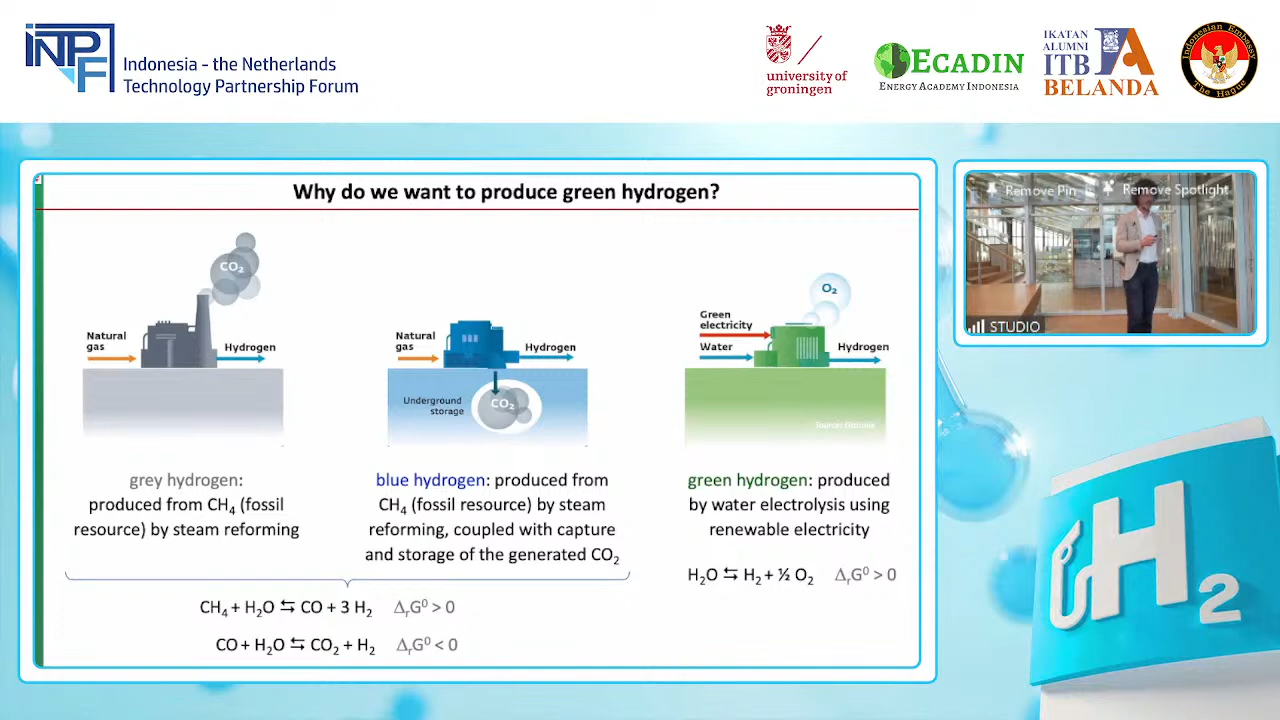 iNPF
Indonesia - the Netherlands
Technology Partnership Forum
university of
groningen
ECADIN
ENERGY ACADEMY INDONESIA
IKATAN
ALUMNI
ITB
BELANDA
Indonesian Embassy
The Hague
Why do we want to produce green hydrogen?
CO₂
Natural
gas
Hydrogen
Natural
gas
Hydrogen
Underground
storage
CO₂
O₂
Green
electricity
Water
Hydrogen
grey hydrogen:
produced from CH₄ (fossil
resource) by steam reforming
blue hydrogen: produced from
CH₄ (fossil resource) by steam
reforming, coupled with capture
and storage of the generated CO₂
green hydrogen: produced
by water electrolysis using
renewable electricity
CH₄ + H₂O ⇆ CO + 3 H₂ ΔᵣG⁰ > 0
CO + H₂O ⇆ CO₂ + H₂ ΔᵣG⁰ < 0
H₂O ⇆ H₂ + ½ O₂ ΔᵣG⁰ > 0
Remove Pin
Remove Spotlight
STUDIO
H₂